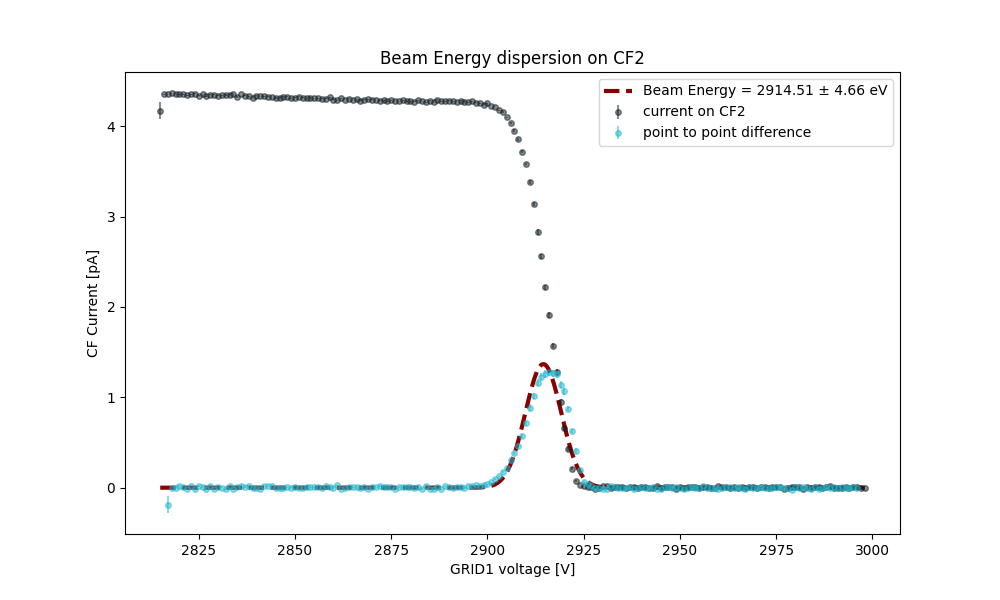 Beam Energy dispersion on CF2
Beam Energy = 2914.51 ± 4.66 eV
current on CF2
point to point difference
CF Current [pA]
4
3
2
1
0
2825 2850 2875 2900 2925 2950 2975 3000
GRID1 voltage [V]